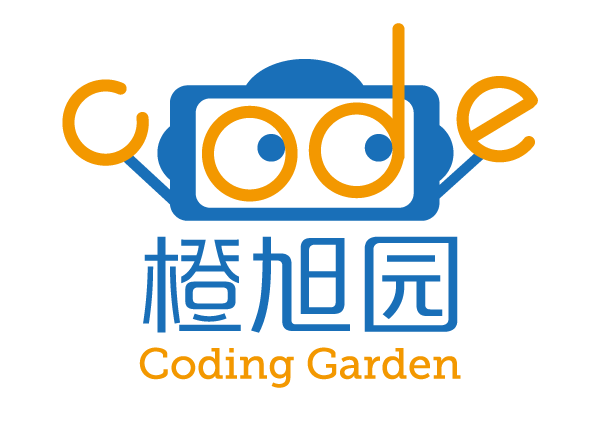 code
橙旭园
Coding Garden